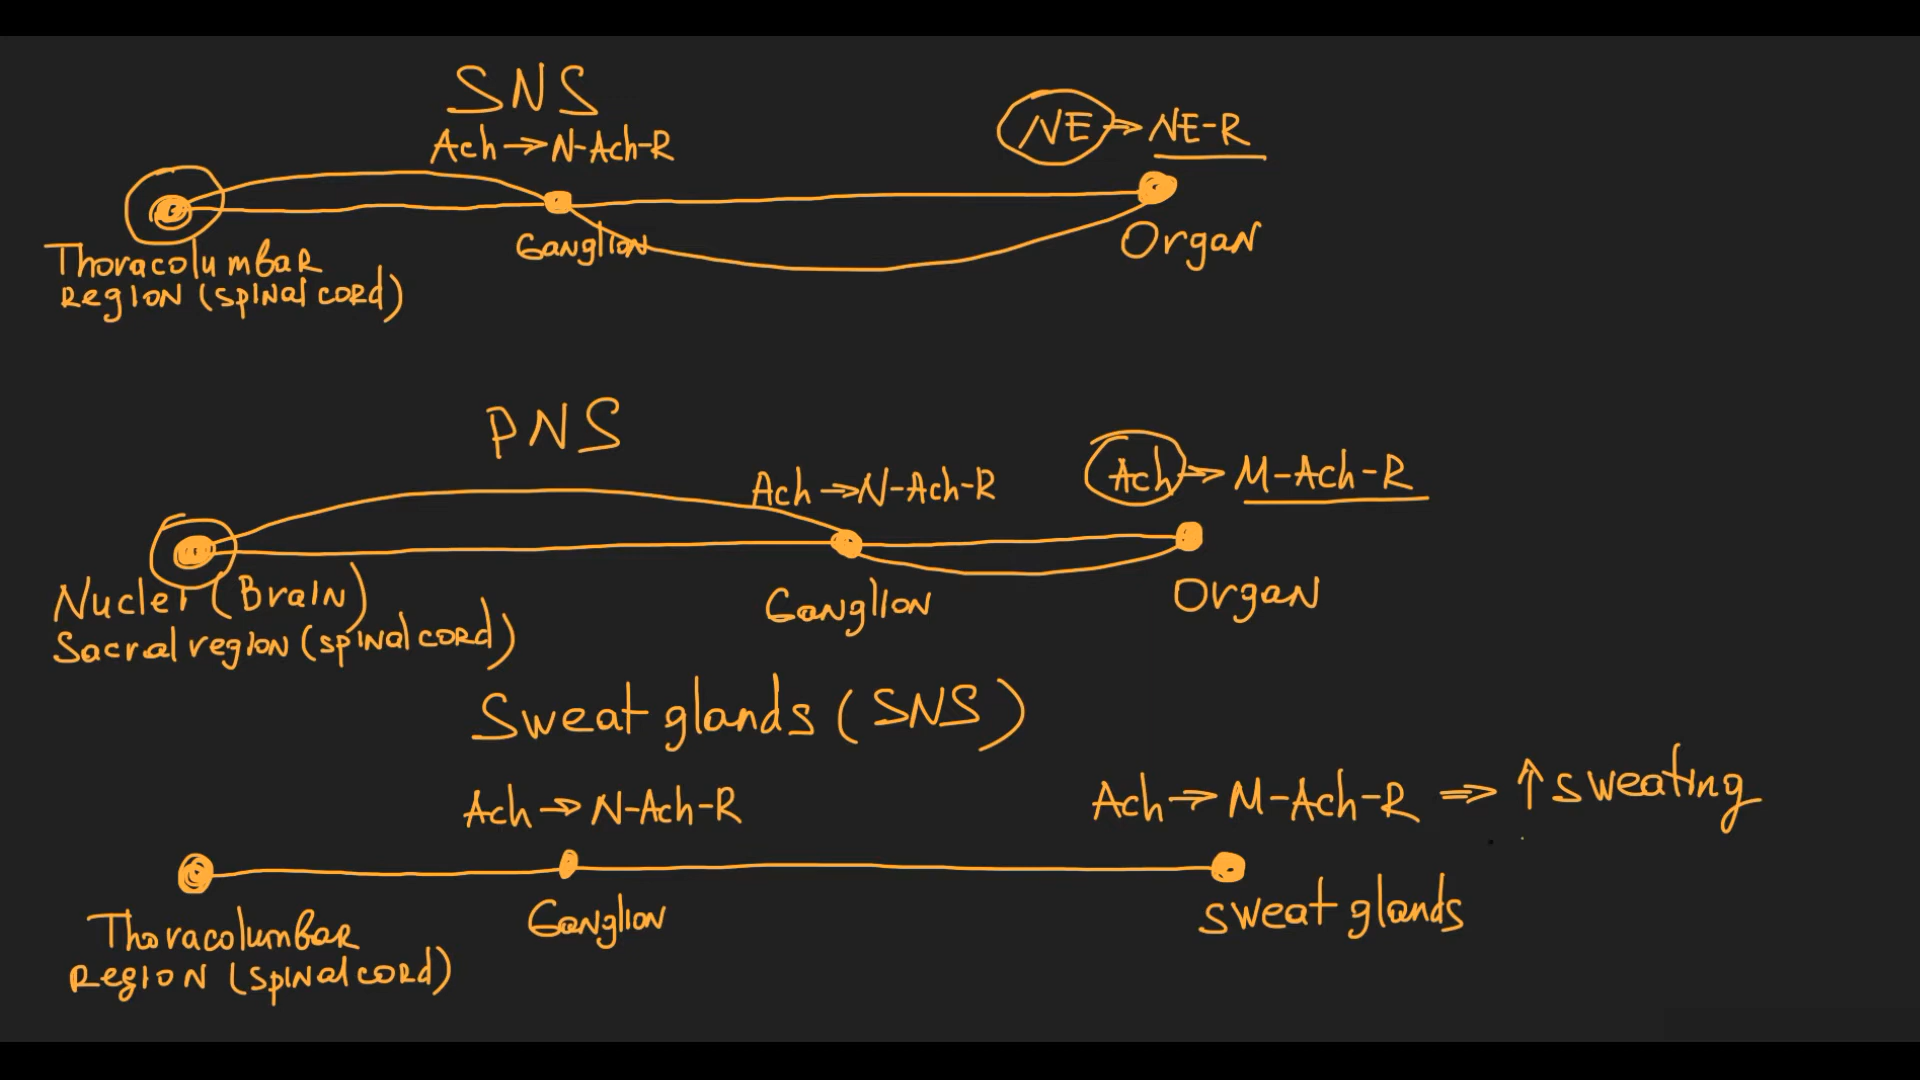 SNS
Ach → N-Ach-R
NE → NE-R
Thoracolumbar
Region (spinal cord)
Ganglion
Organ
PNS
Ach → N-Ach-R
Ach → M-Ach-R
Nuclei (Brain)
Sacral region (spinal cord)
Ganglion
Organ
Sweat glands (SNS)
Ach → N-Ach-R
Ach → M-Ach-R ⇒ ↑ sweating
Thoracolumbar
Region (spinal cord)
Ganglion
sweat glands